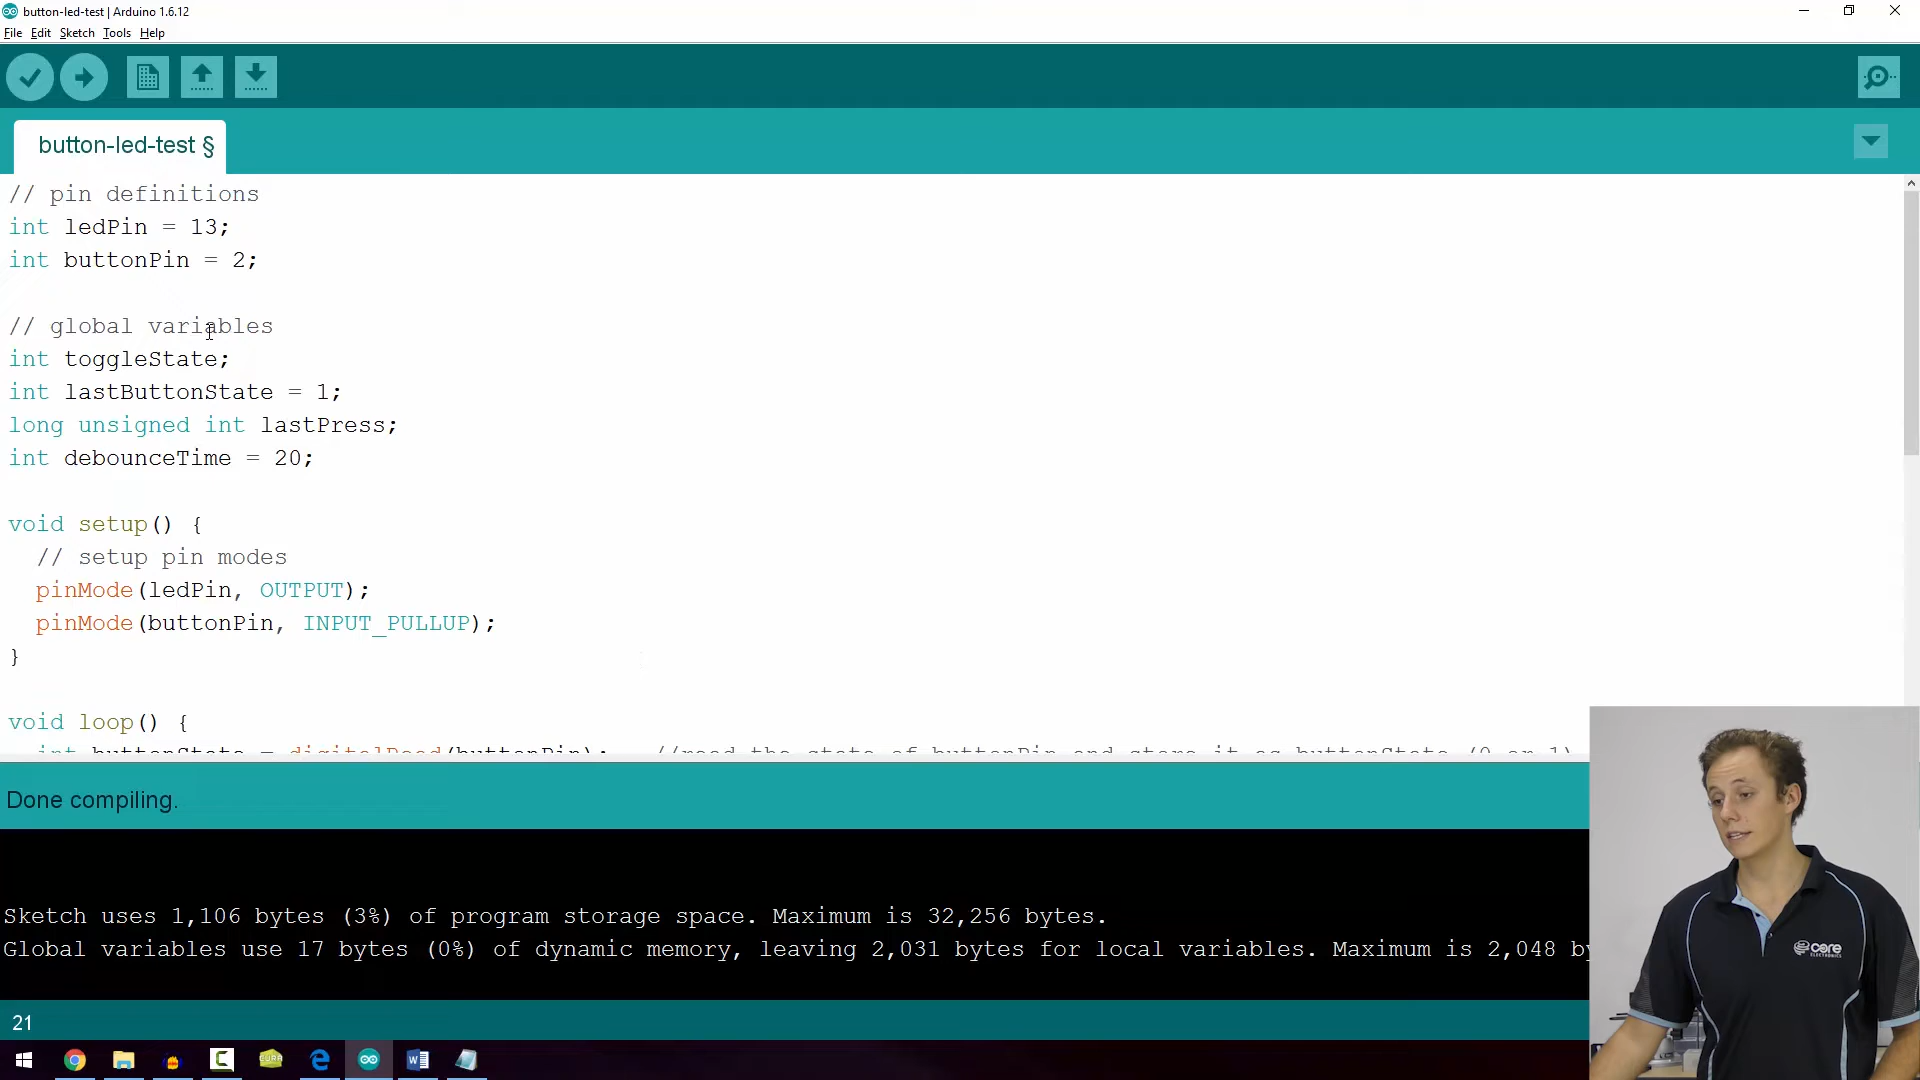 button-led-test | Arduino 1.6.12
File Edit Sketch Tools Help
button-led-test §
// pin definitions
int ledPin = 13;
int buttonPin = 2;
// global variables
int toggleState;
int lastButtonState = 1;
long unsigned int lastPress;
int debounceTime = 20;
void setup() {
// setup pin modes
pinMode(ledPin, OUTPUT);
pinMode(buttonPin, INPUT_PULLUP);
}
void loop() {
int buttonState = digitalRead(buttonPin); //read the state of buttonPin and store it as buttonState (0 or 1)
Done compiling.
Sketch uses 1,106 bytes (3%) of program storage space. Maximum is 32,256 bytes.
Global variables use 17 bytes (0%) of dynamic memory, leaving 2,031 bytes for local variables. Maximum is 2,048 by
core
ELECTRONICS
21
CURA